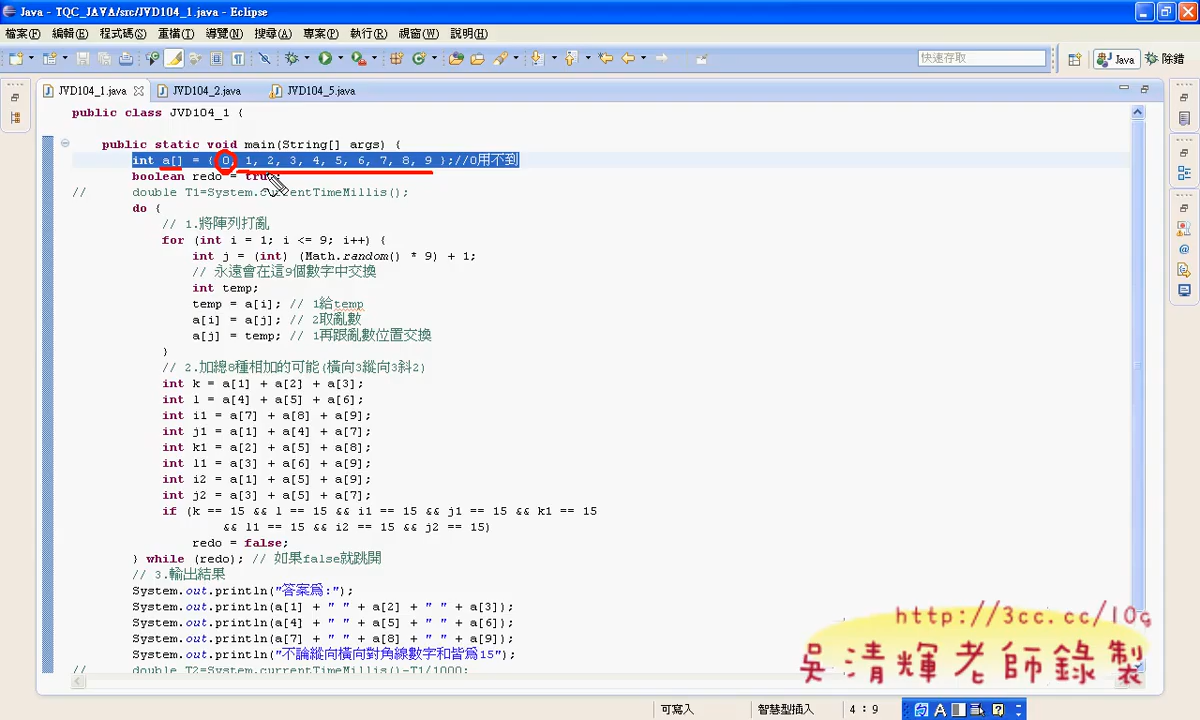 Java - TQC_JAVA/src/JVD104_1.java - Eclipse
檔案(F) 編輯(E) 程式碼(S) 重構(T) 導覽(N) 搜尋(A) 專案(P) 執行(R) 視窗(W) 說明(H)
快速存取 Java 除錯
JVD104_1.java JVD104_2.java JVD104_5.java
public class JVD104_1 {
public static void main(String[] args) {
int a[] = { 0, 1, 2, 3, 4, 5, 6, 7, 8, 9 };//0用不到
boolean redo = true;
// double T1=System.currentTimeMillis();
do {
// 1.將陣列打亂
for (int i = 1; i <= 9; i++) {
int j = (int) (Math.random() * 9) + 1;
// 永遠會在這9個數字中交換
int temp;
temp = a[i]; // 1給temp
a[i] = a[j]; // 2取亂數
a[j] = temp; // 1再跟亂數位置交換
}
// 2.加總8種相加的可能(橫向3縱向3斜2)
int k = a[1] + a[2] + a[3];
int l = a[4] + a[5] + a[6];
int i1 = a[7] + a[8] + a[9];
int j1 = a[1] + a[4] + a[7];
int k1 = a[2] + a[5] + a[8];
int l1 = a[3] + a[6] + a[9];
int i2 = a[1] + a[5] + a[9];
int j2 = a[3] + a[5] + a[7];
if (k == 15 && l == 15 && i1 == 15 && j1 == 15 && k1 == 15
&& l1 == 15 && i2 == 15 && j2 == 15)
redo = false;
} while (redo); // 如果false就跳開
// 3.輸出結果
System.out.println("答案為:");
System.out.println(a[1] + " " + a[2] + " " + a[3]);
System.out.println(a[4] + " " + a[5] + " " + a[6]);
System.out.println(a[7] + " " + a[8] + " " + a[9]);
System.out.println("不論縱向橫向對角線數字和皆為15");
// double T2=System.currentTimeMillis()-T1/1000;
http://3cc.cc/10q
吳清輝老師錄製
可寫入 智慧型插入 4 : 9